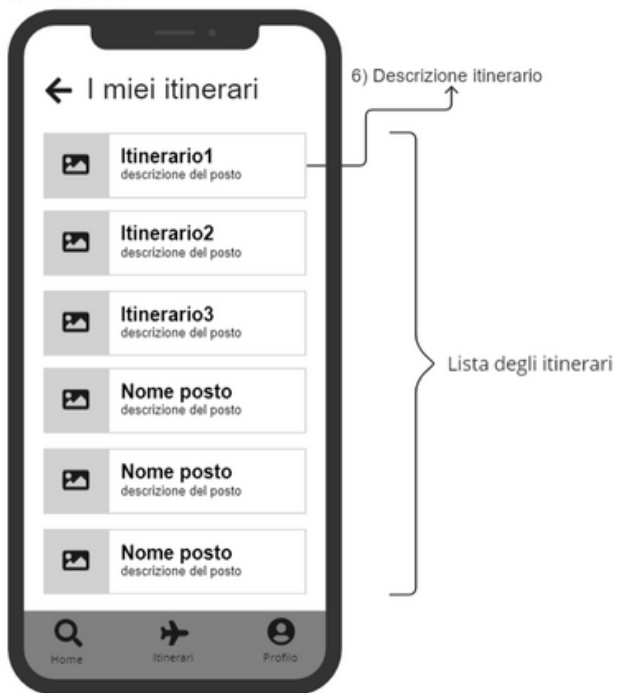 I miei itinerari
6) Descrizione itinerario
Itinerario1
descrizione del posto
Itinerario2
descrizione del posto
Itinerario3
descrizione del posto
Nome posto
descrizione del posto
Nome posto
descrizione del posto
Nome posto
descrizione del posto
Lista degli itinerari
Home
Itinerari
Profilo